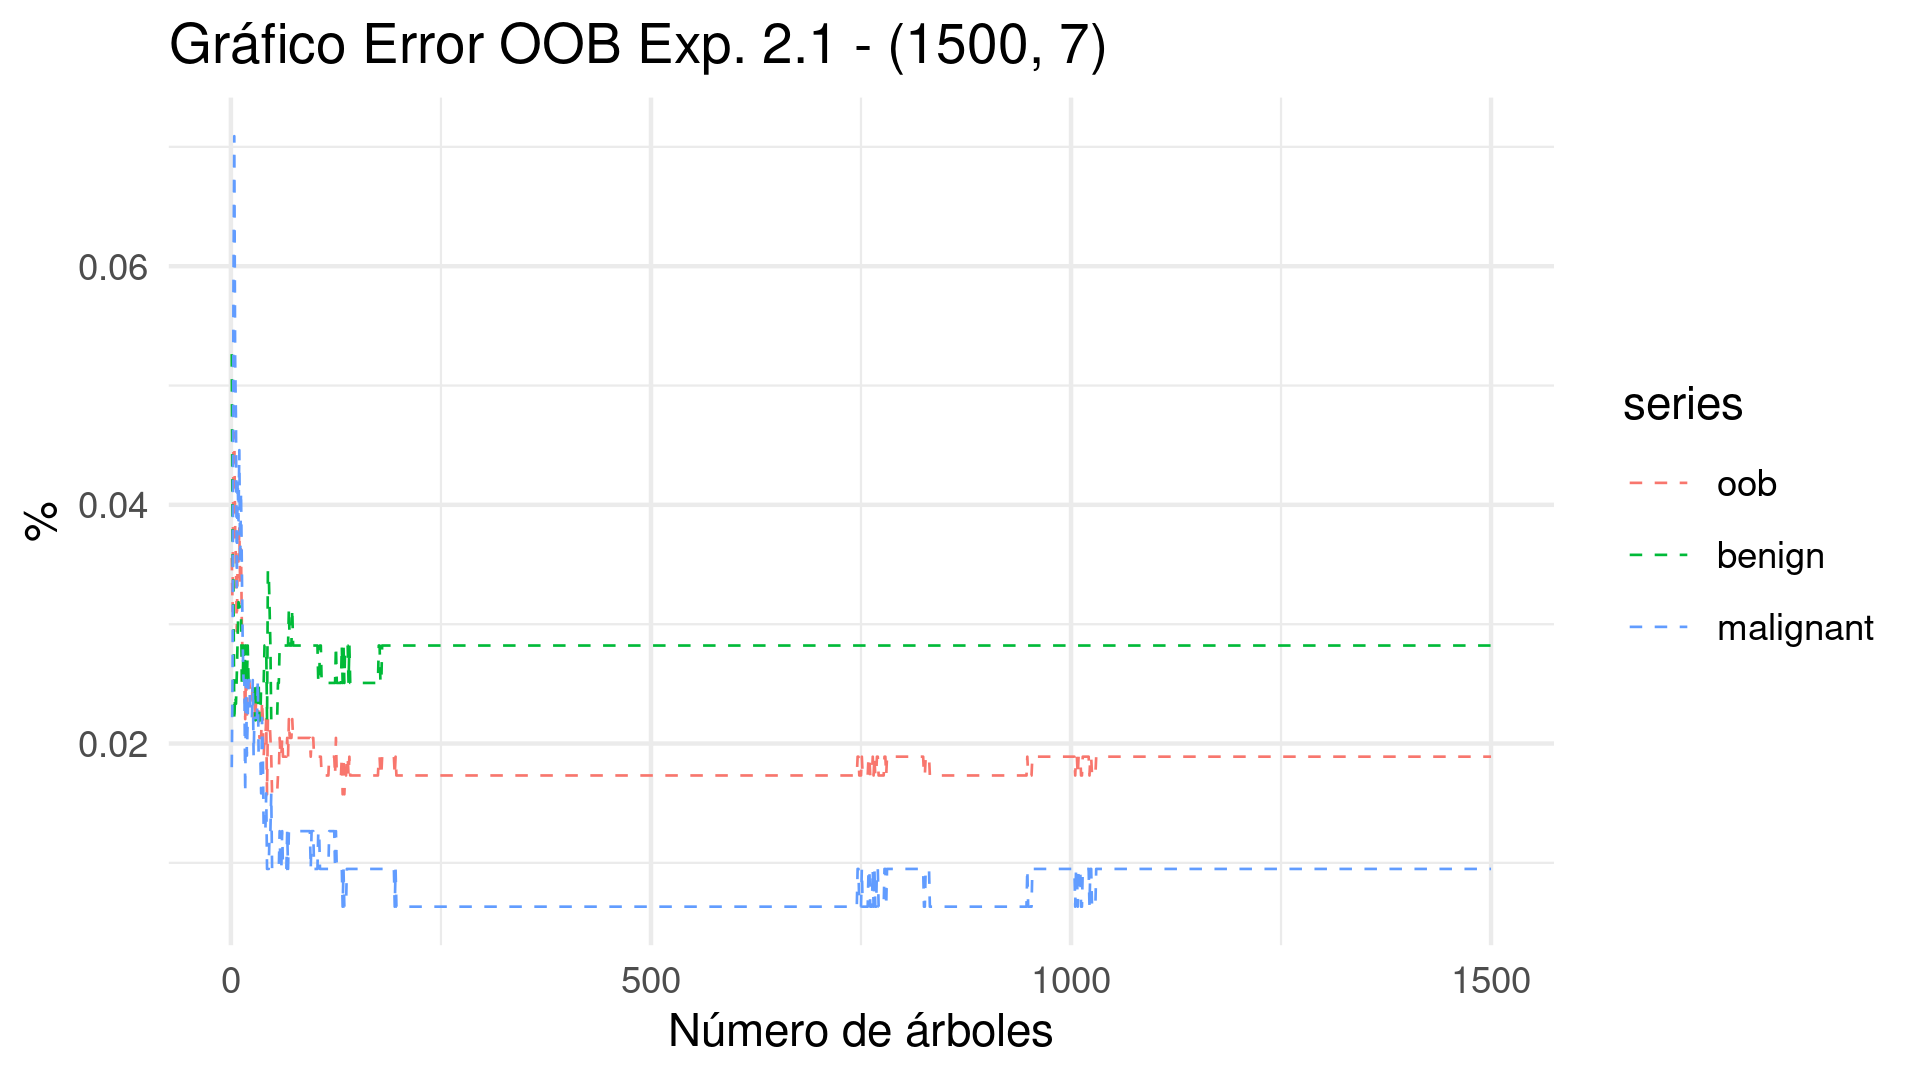 Gráfico Error OOB Exp. 2.1 - (1500, 7)
%
0.06
0.04
0.02
0
500
1000
1500
Número de árboles
series
oob
benign
malignant